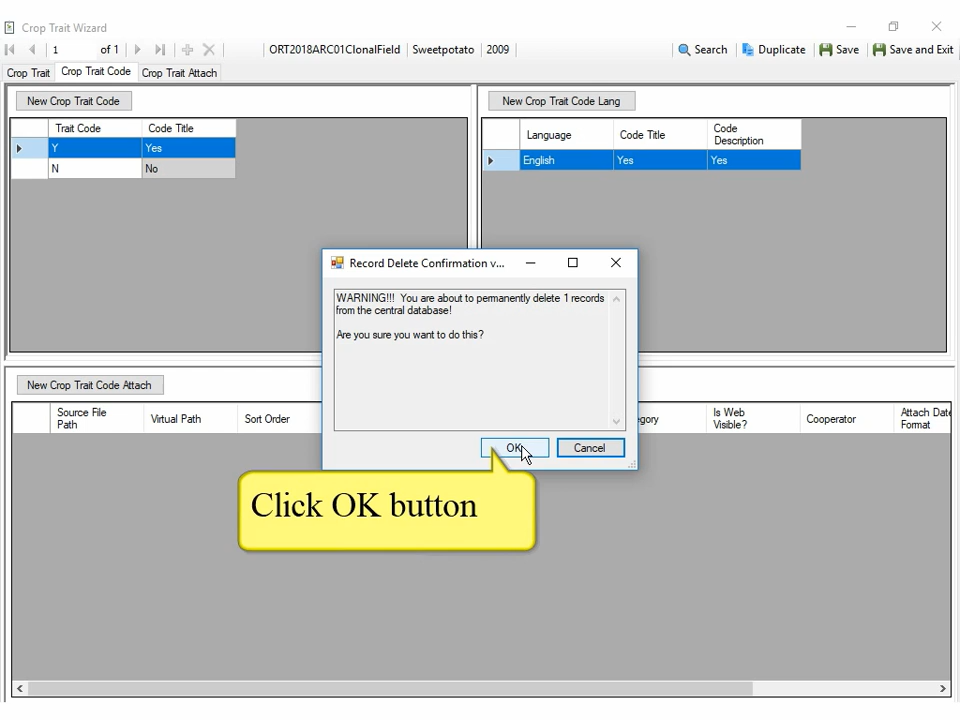 Crop Trait Wizard
1 of 1 ORT2018ARC01ClonalField Sweetpotato 2009 Search Duplicate Save Save and Exit
Crop Trait Crop Trait Code Crop Trait Attach
New Crop Trait Code
Trait Code Code Title
Y Yes
N No
New Crop Trait Code Lang
Language Code Title Code
Description
English Yes Yes
Record Delete Confirmation v...
WARNING!!! You are about to permanently delete 1 records
from the central database!
Are you sure you want to do this?
OK Cancel
Click OK button
New Crop Trait Code Attach
Source File
Path
Virtual Path
Sort Order
egory
Is Web
Visible?
Cooperator
Attach Date
Format